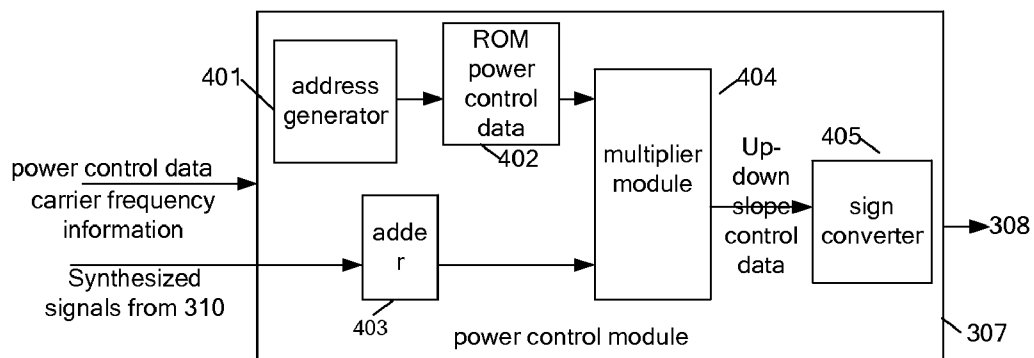 401
address
generator
ROM
power
control
data
402
404
multiplier
module
Up-
down
slope
control
data
405
sign
converter
308
power control data
carrier frequency
information
adde
r
403
Synthesized
signals from 310
power control module
307